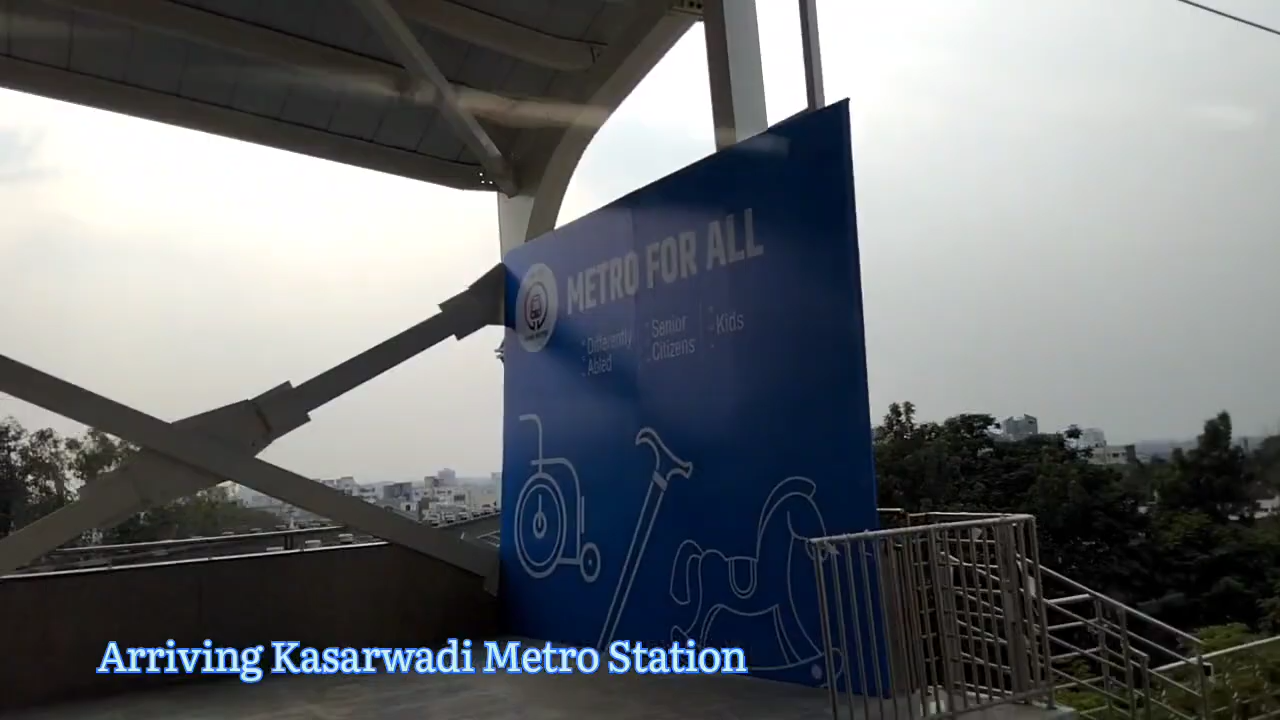 METRO FOR ALL
Differently
Abled
Senior
Citizens
Kids
Arriving Kasarwadi Metro Station